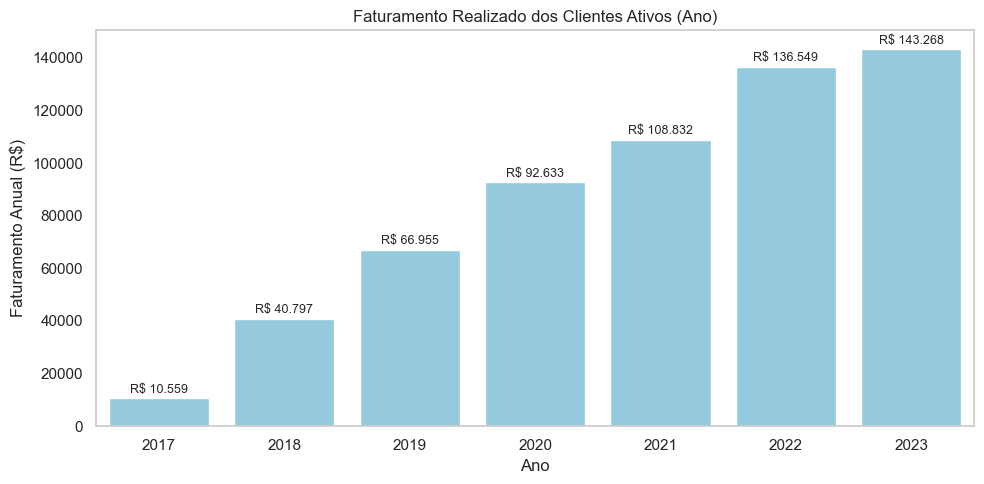 Faturamento Realizado dos Clientes Ativos (Ano)
Faturamento Anual (R$)
140000
120000
100000
80000
60000
40000
20000
0
R$ 10.559
R$ 40.797
R$ 66.955
R$ 92.633
R$ 108.832
R$ 136.549
R$ 143.268
2017 2018 2019 2020 2021 2022 2023
Ano